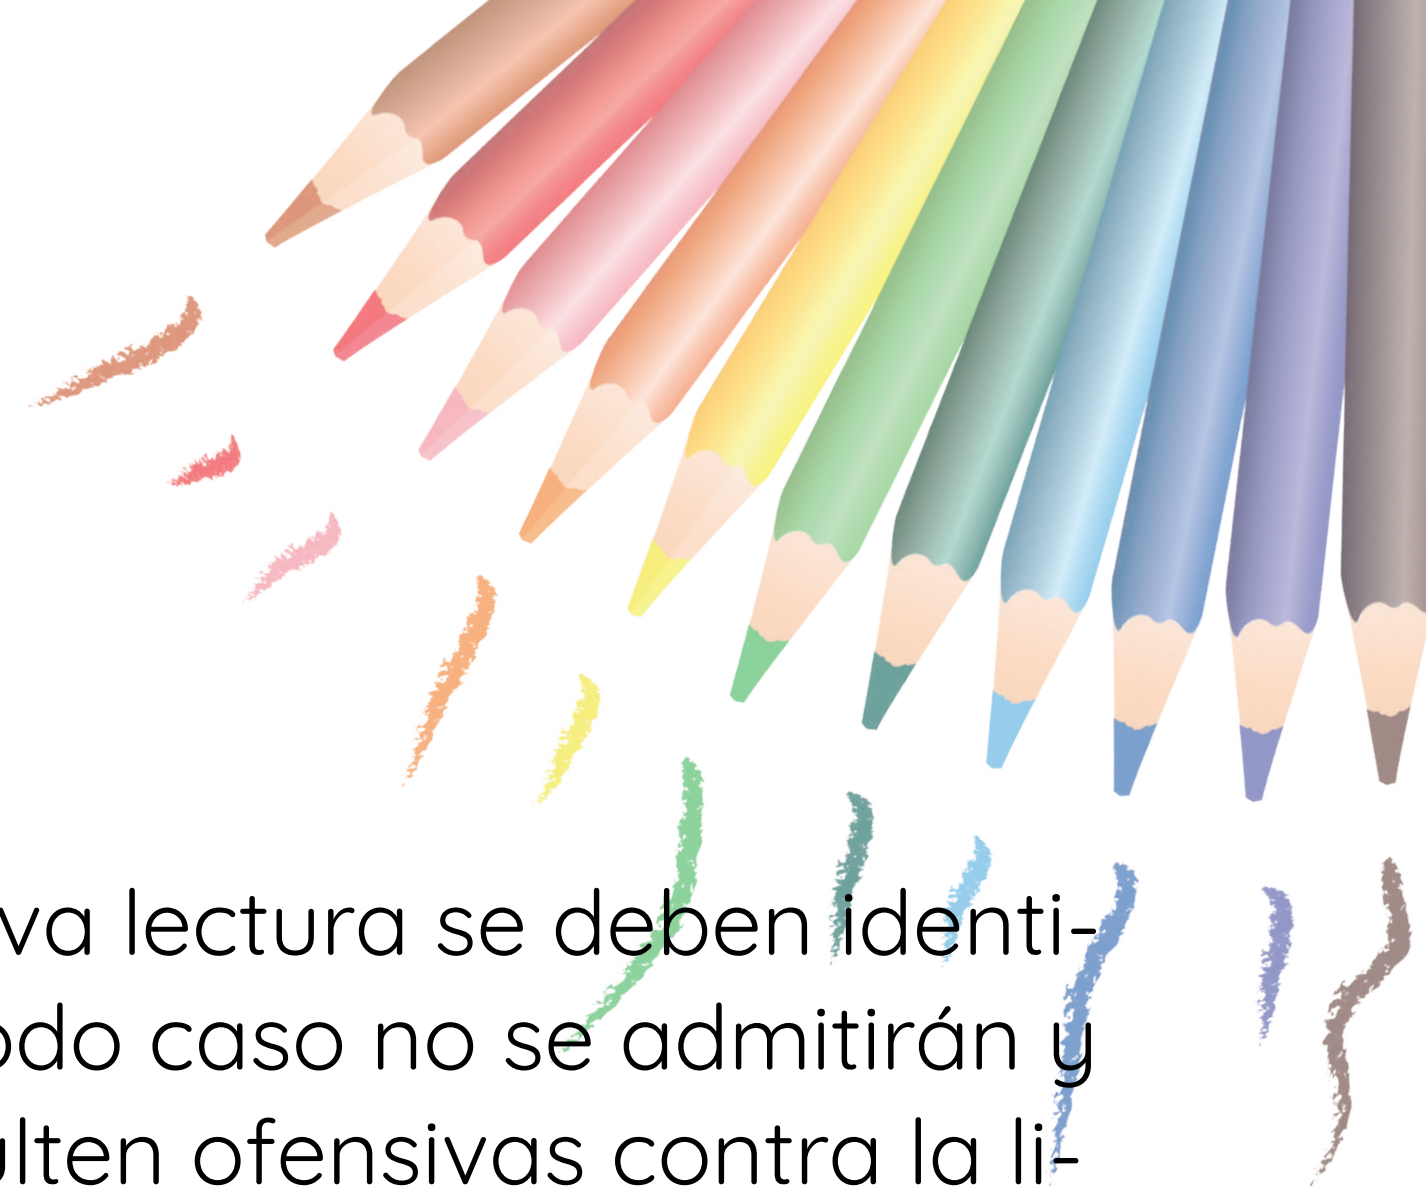 va lectura se deben identi-
odo caso no se admitirán y
ulten ofensivas contra la li-